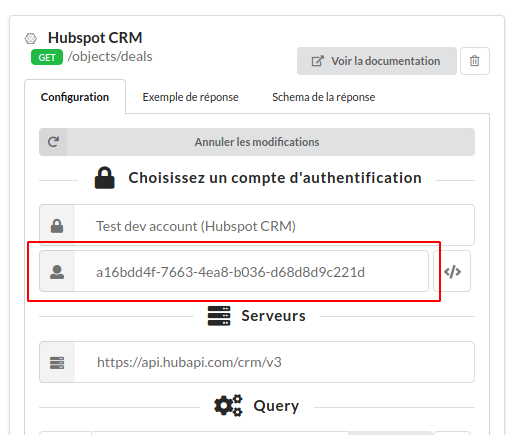 Hubspot CRM
GET /objects/deals
Voir la documentation
Configuration Exemple de réponse Schema de la réponse
Annuler les modifications
Choisissez un compte d'authentification
Test dev account (Hubspot CRM)
a16bdd4f-7663-4ea8-b036-d68d8d9c221d
</>
Serveurs
https://api.hubapi.com/crm/v3
Query